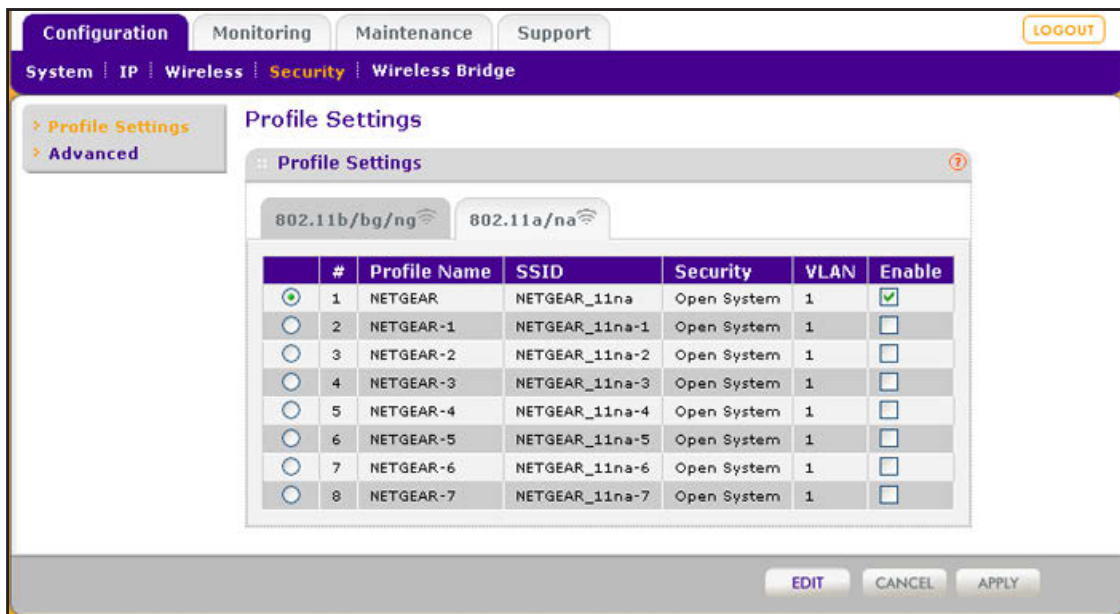 Configuration Monitoring Maintenance Support LOGOUT
System IP Wireless Security Wireless Bridge
Profile Settings
Advanced
Profile Settings
Profile Settings ?
802.11b/bg/ng 802.11a/na
# Profile Name SSID Security VLAN Enable
1 NETGEAR NETGEAR_11na Open System 1
2 NETGEAR-1 NETGEAR_11na-1 Open System 1
3 NETGEAR-2 NETGEAR_11na-2 Open System 1
4 NETGEAR-3 NETGEAR_11na-3 Open System 1
5 NETGEAR-4 NETGEAR_11na-4 Open System 1
6 NETGEAR-5 NETGEAR_11na-5 Open System 1
7 NETGEAR-6 NETGEAR_11na-6 Open System 1
8 NETGEAR-7 NETGEAR_11na-7 Open System 1
EDIT CANCEL APPLY